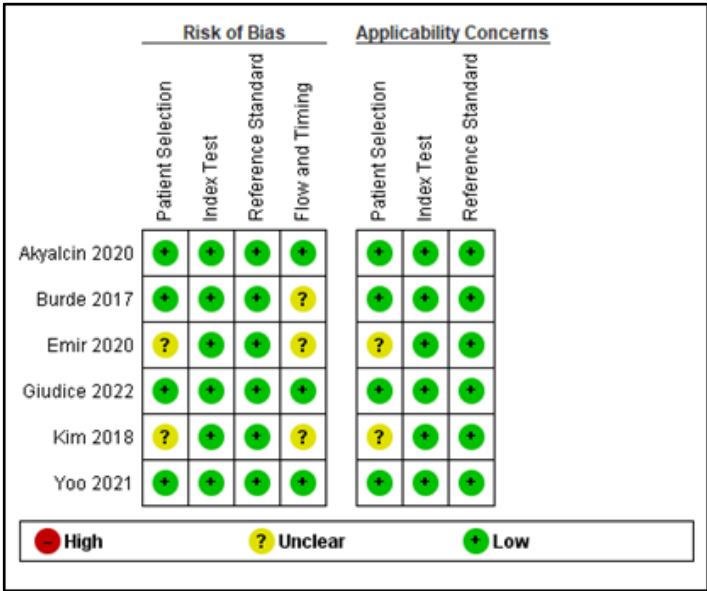 Risk of Bias Applicability Concerns
Patient Selection
Index Test
Reference Standard
Flow and Timing
Patient Selection
Index Test
Reference Standard
Akyalcin 2020 + + + + + + +
Burde 2017 + + + ? + + +
Emir 2020 ? + + ? ? + +
Giudice 2022 + + + + + + +
Kim 2018 ? + + ? ? + +
Yoo 2021 + + + + + + +
- High ? Unclear + Low